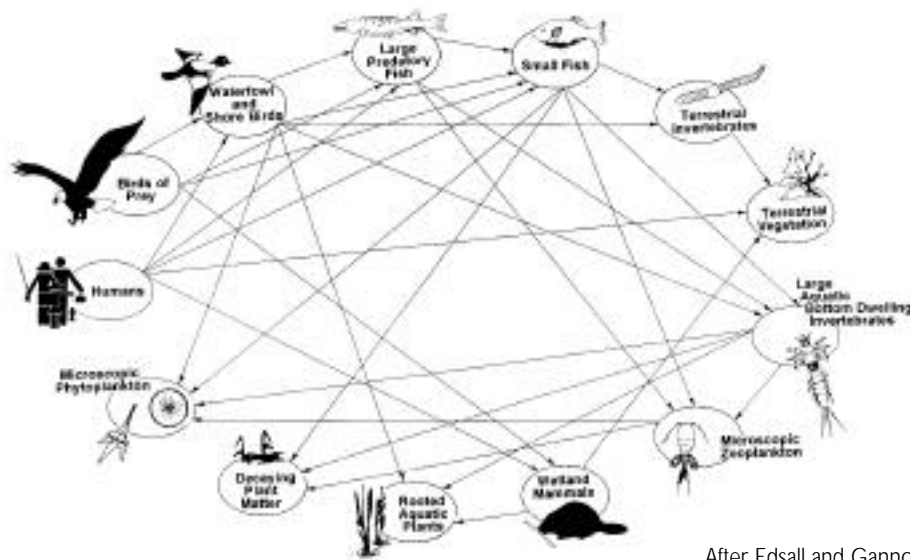 Large
Predatory
Fish
Small Fish
Waterfowl
and
Shore Birds
Terrestrial
Invertebrates
Birds of
Prey
Terrestrial
Vegetation
Humans
Large
Aquatic
Bottom Dwelling
Invertebrates
Microscopic
Phytoplankton
Microscopic
Zooplankton
Decaying
Plant
Matter
Rooted
Aquatic
Plants
Wetland
Mammals
After Edsall and Gannc